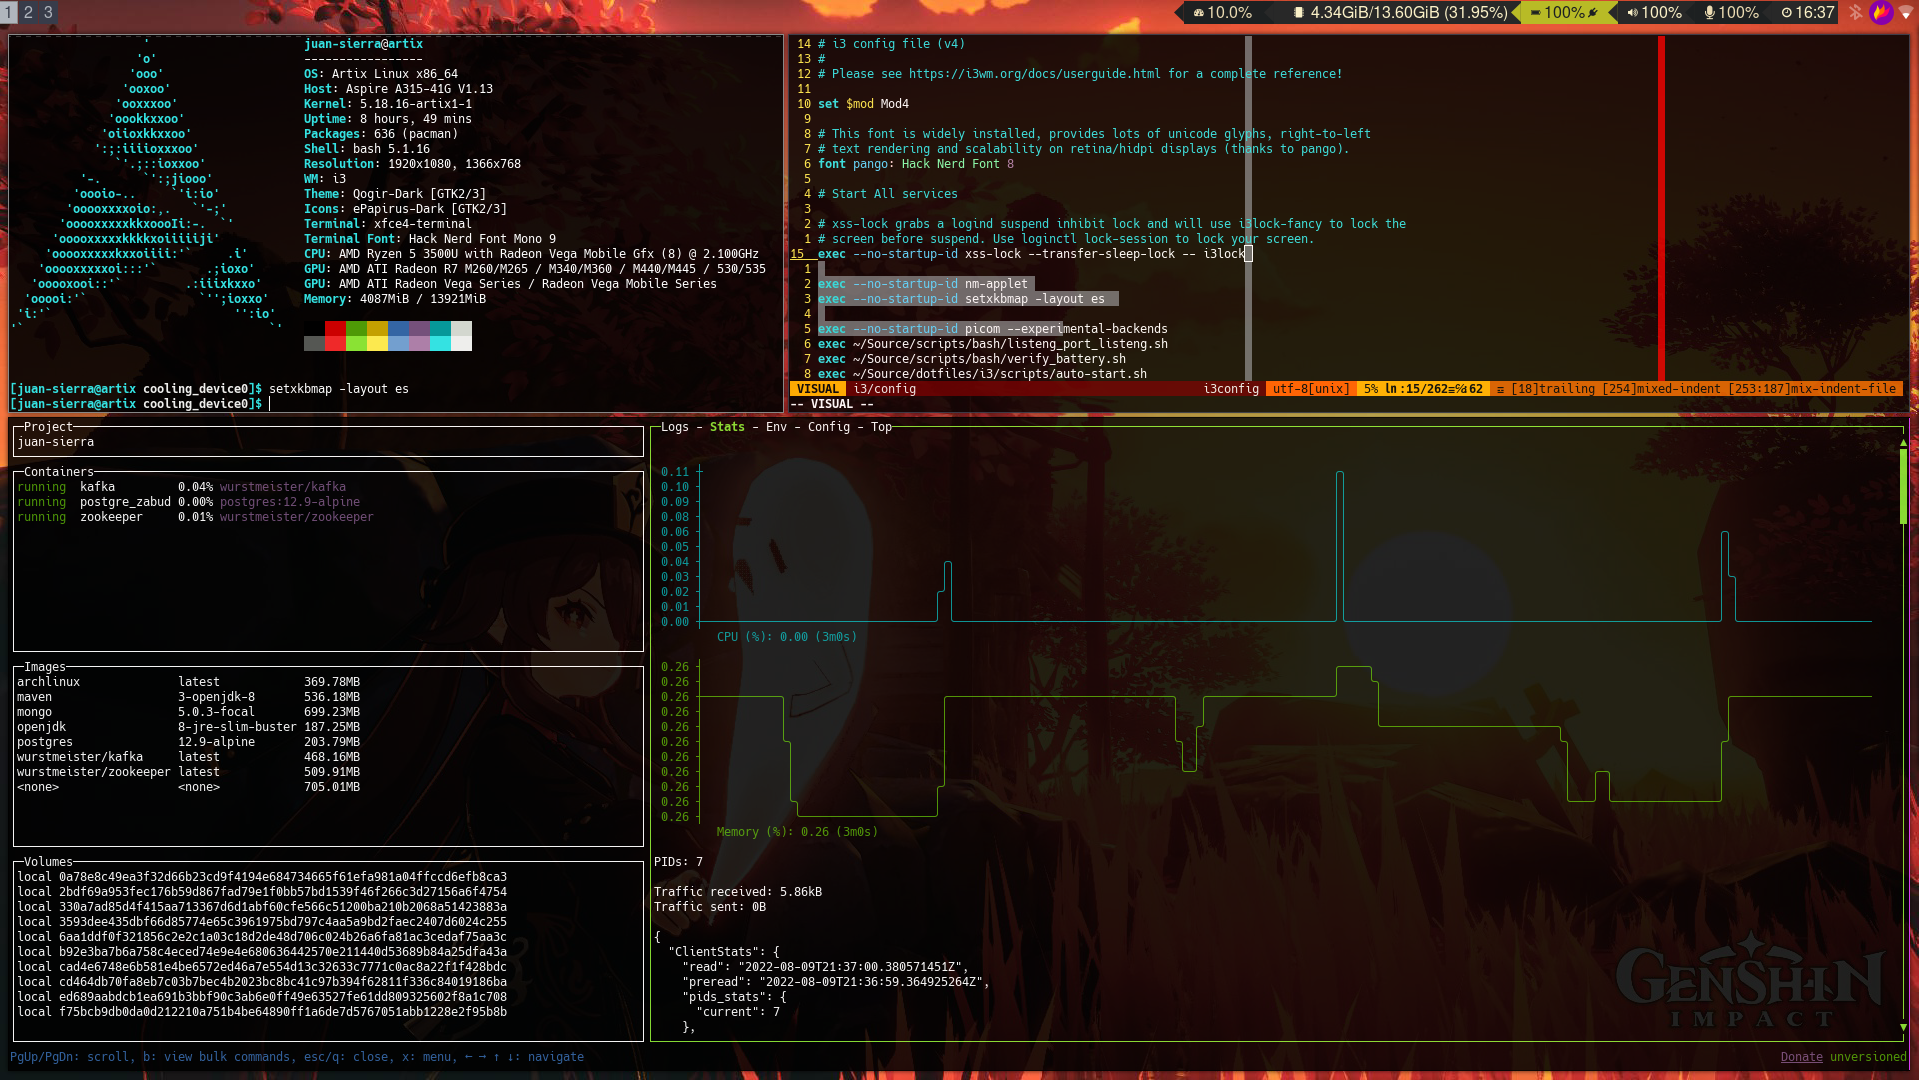 1 2 3
10.0% 4.34GiB/13.60GiB (31.95%) 100% 100% 100% 16:37
juan-sierra@artix
-----------------
OS: Artix Linux x86_64
Host: Aspire A315-41G V1.13
Kernel: 5.18.16-artix1-1
Uptime: 8 hours, 49 mins
Packages: 636 (pacman)
Shell: bash 5.1.16
Resolution: 1920x1080, 1366x768
WM: i3
Theme: Qogir-Dark [GTK2/3]
Icons: ePapirus-Dark [GTK2/3]
Terminal: xfce4-terminal
Terminal Font: Hack Nerd Font Mono 9
CPU: AMD Ryzen 5 3500U with Radeon Vega Mobile Gfx (8) @ 2.100GHz
GPU: AMD ATI Radeon R7 M260/M265 / M340/M360 / M440/M445 / 530/535
GPU: AMD ATI Radeon Vega Series / Radeon Vega Mobile Series
Memory: 4087MiB / 13921MiB
[juan-sierra@artix cooling_device0]$ setxkbmap -layout es
[juan-sierra@artix cooling_device0]$
14 # i3 config file (v4)
13 #
12 # Please see https://i3wm.org/docs/userguide.html for a complete reference!
11
10 set $mod Mod4
9
8 # This font is widely installed, provides lots of unicode glyphs, right-to-left
7 # text rendering and scalability on retina/hidpi displays (thanks to pango).
6 font pango: Hack Nerd Font 8
5
4 # Start All services
3
2 # xss-lock grabs a logind suspend inhibit lock and will use i3lock-fancy to lock the
1 # screen before suspend. Use loginctl lock-session to lock your screen.
15 exec --no-startup-id xss-lock --transfer-sleep-lock -- i3lock
1
2 exec --no-startup-id nm-applet
3 exec --no-startup-id setxkbmap -layout es
4
5 exec --no-startup-id picom --experimental-backends
6 exec ~/Source/scripts/bash/listeng_port_listeng.sh
7 exec ~/Source/scripts/bash/verify_battery.sh
8 exec ~/Source/dotfiles/i3/scripts/auto-start.sh
VISUAL i3/config i3config utf-8[unix] 5% ln:15/262≡℅:62 [18]trailing [254]mixed-indent [253:187]mix-indent-file
-- VISUAL --
Project
juan-sierra
Containers
running kafka 0.04% wurstmeister/kafka
running postgre_zabud 0.00% postgres:12.9-alpine
running zookeeper 0.01% wurstmeister/zookeeper
Images
archlinux latest 369.78MB
maven 3-openjdk-8 536.18MB
mongo 5.0.3-focal 699.23MB
openjdk 8-jre-slim-buster 187.25MB
postgres 12.9-alpine 203.79MB
wurstmeister/kafka latest 468.16MB
wurstmeister/zookeeper latest 509.91MB
<none> <none> 705.01MB
Volumes
local 0a78e8c49ea3f32d66b23cd9f4194e684734665f61efa981a04ffccd6efb8ca3
local 2bdf69a953fec176b59d867fad79e1f0bb57bd1539f46f266c3d27156a6f4754
local 330a7ad85d4f415aa713367d6d1abf60cfe566c51200ba210b2068a51423883a
local 3593dee435dbf66d85774e65c3961975bd797c4aa5a9bd2faec2407d6024c255
local 6aa1ddf0f321856c2e2c1a03c18d2de48d706c024b26a6fa81ac3cedaf75aa3c
local b92e3ba7b6a758c4eced74e9e4e680636442570e211440d53689b84a25dfa43a
local cad4e6748e6b581e4be6572ed46a7e554d13c32633c7771c0ac8a22f1f428bdc
local cd464db70fa8eb7c03b7bec4b2023bc8bc41c97b394f62811f336c84019186ba
local ed689aabdcb1ea691b3bbf90c3ab6e0ff49e63527fe61dd809325602f8a1c708
local f75bcb9db0da0d212210a751b4be64890ff1a6de7d5767051abb1228e2f95b8b
Logs - Stats - Env - Config - Top
0.11
0.10
0.09
0.08
0.06
0.05
0.04
0.03
0.02
0.01
0.00
CPU (%): 0.00 (3m0s)
0.26
0.26
0.26
0.26
0.26
0.26
0.26
0.26
0.26
0.26
0.26
Memory (%): 0.26 (3m0s)
PIDs: 7
Traffic received: 5.86kB
Traffic sent: 0B
{
"ClientStats": {
"read": "2022-08-09T21:37:00.380571451Z",
"preread": "2022-08-09T21:36:59.364925264Z",
"pids_stats": {
"current": 7
},
GENSHIN
IMPACT
PgUp/PgDn: scroll, b: view bulk commands, esc/q: close, x: menu, ← → ↑ ↓: navigate
Donate unversioned